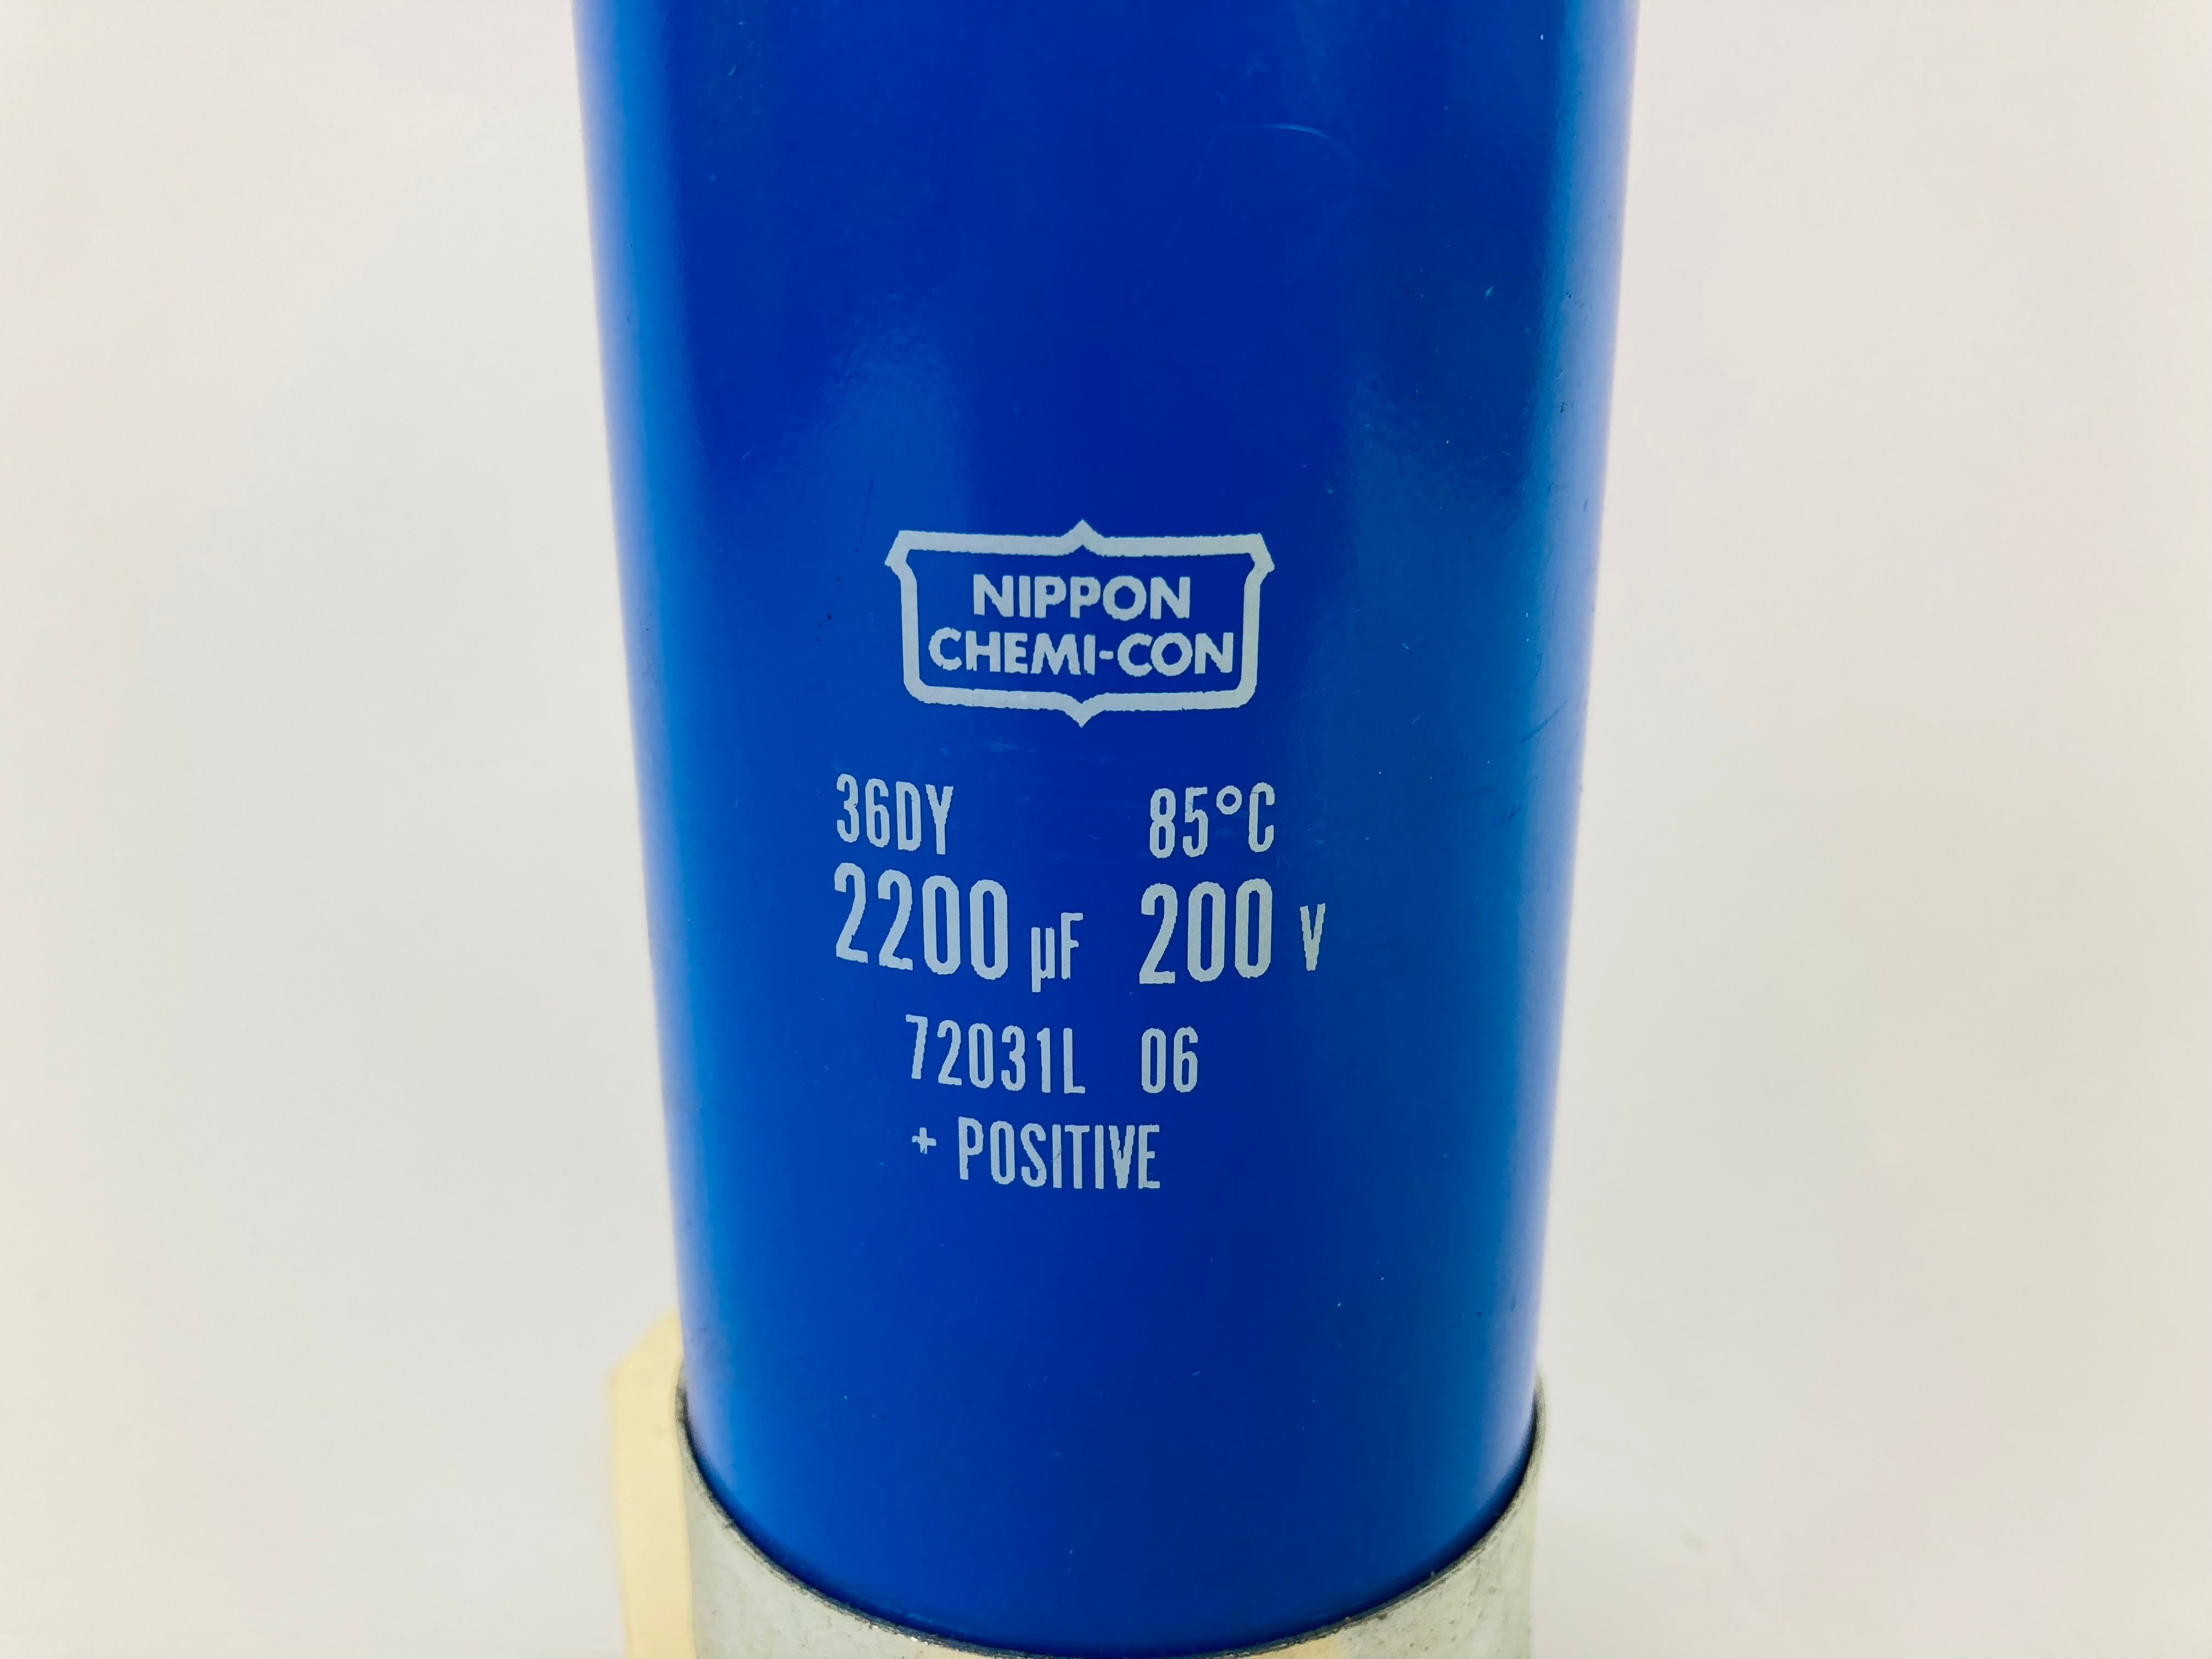 NIPPON
CHEMI-CON
36DY 85°C
2200 µF 200 V
72031L 06
+ POSITIVE